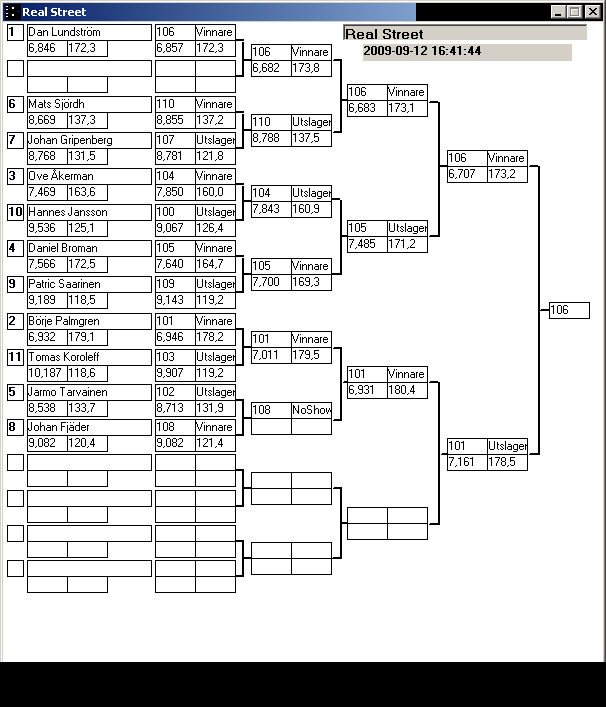 Real Street
Real Street
2009-09-12 16:41:44
1 Dan Lundström 106 Vinnare
6,846 172,3 6,857 172,3
106 Vinnare
6,682 173,8
106 Vinnare
6,683 173,1
6 Mats Sjördh 110 Vinnare
8,669 137,3 8,855 137,2
110 Utslager
8,788 137,5
7 Johan Gripenberg 107 Utslager
8,768 131,5 8,781 121,8
106 Vinnare
6,707 173,2
3 Ove Åkerman 104 Vinnare
7,469 163,6 7,850 160,0
104 Utslager
7,843 160,9
10 Hannes Jansson 100 Utslager
9,536 125,1 9,067 126,4
105 Utslager
7,485 171,2
4 Daniel Broman 105 Vinnare
7,566 172,5 7,640 164,7
105 Vinnare
7,700 169,3
9 Patric Saarinen 109 Utslager
9,189 118,5 9,143 119,2
106
2 Börje Palmgren 101 Vinnare
6,932 179,1 6,946 178,2
101 Vinnare
7,011 179,5
11 Tomas Koroleff 103 Utslager
10,187 118,6 9,907 119,2
101 Vinnare
6,931 180,4
5 Jarmo Tarvainen 102 Utslager
8,538 133,7 8,713 131,9
108 NoShow
8 Johan Fjäder 108 Vinnare
9,082 120,4 9,082 121,4
101 Utslager
7,161 178,5